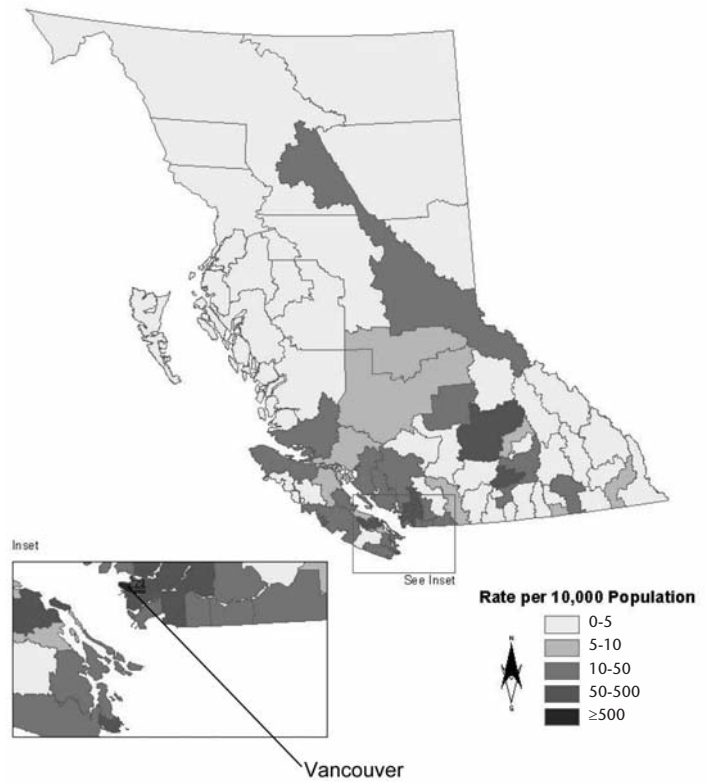 Inset
See Inset
Rate per 10,000 Population
0-5
5-10
10-50
50-500
≥500
N
S
Vancouver